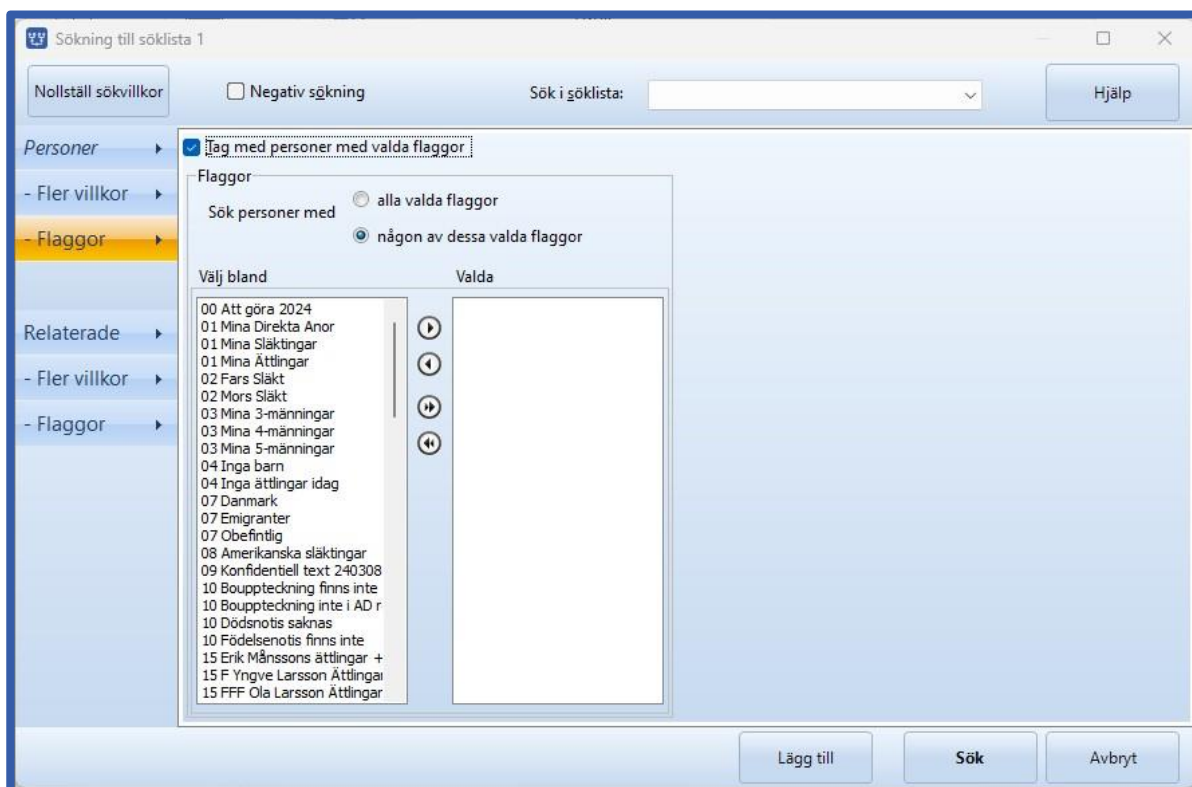 Sökning till söklista 1
Nollställ sökvillkor
Negativ sökning
Sök i söklista:
Hjälp
Personer
- Fler villkor
- Flaggor
Relaterade
- Fler villkor
- Flaggor
Tag med personer med valda flaggor
Flaggor
Sök personer med
alla valda flaggor
någon av dessa valda flaggor
Välj bland
00 Att göra 2024
01 Mina Direkta Anor
01 Mina Släktingar
01 Mina Ättlingar
02 Fars Släkt
02 Mors Släkt
03 Mina 3-männingar
03 Mina 4-männingar
03 Mina 5-männingar
04 Inga barn
04 Inga ättlingar idag
07 Danmark
07 Emigranter
07 Obefintlig
08 Amerikanska släktingar
09 Konfidentiell text 240308
10 Bouppteckning finns inte
10 Bouppteckning inte i AD r
10 Dödsnotis saknas
10 Födelsenotis finns inte
15 Erik Månssons ättlingar +
15 F Yngve Larsson Ättlingar
15 FFF Ola Larsson Ättlingar
Valda
Lägg till
Sök
Avbryt